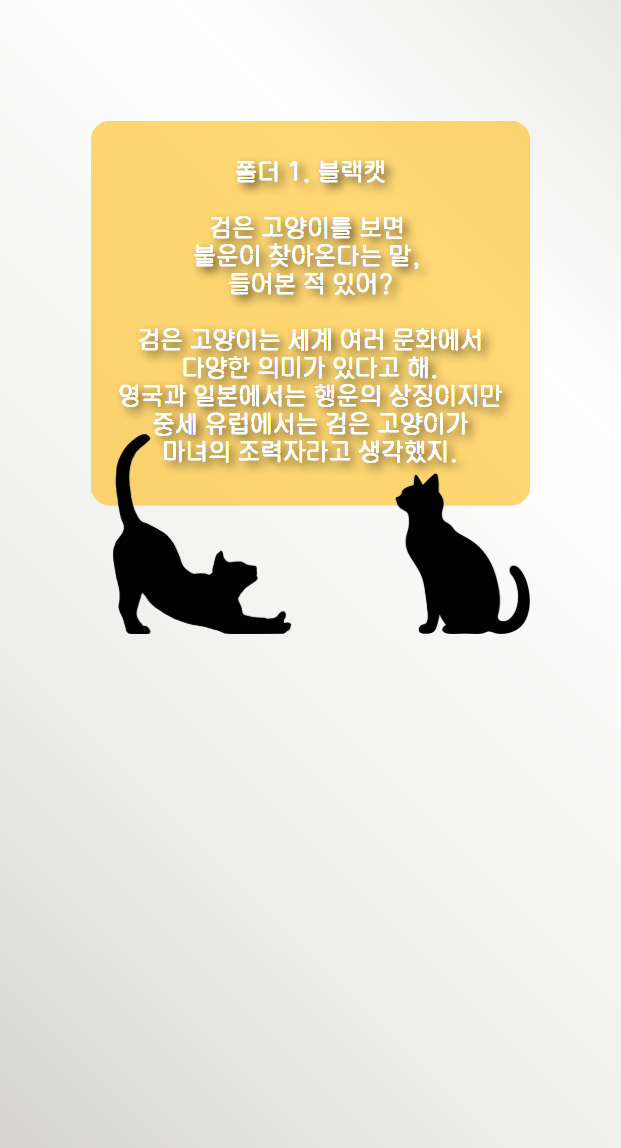 폴더 1. 블랙캣
검은 고양이를 보면
불운이 찾아온다는 말,
들어본 적 있어?
검은 고양이는 세계 여러 문화에서
다양한 의미가 있다고 해.
영국과 일본에서는 행운의 상징이지만
중세 유럽에서는 검은 고양이가
마녀의 조력자라고 생각했지.